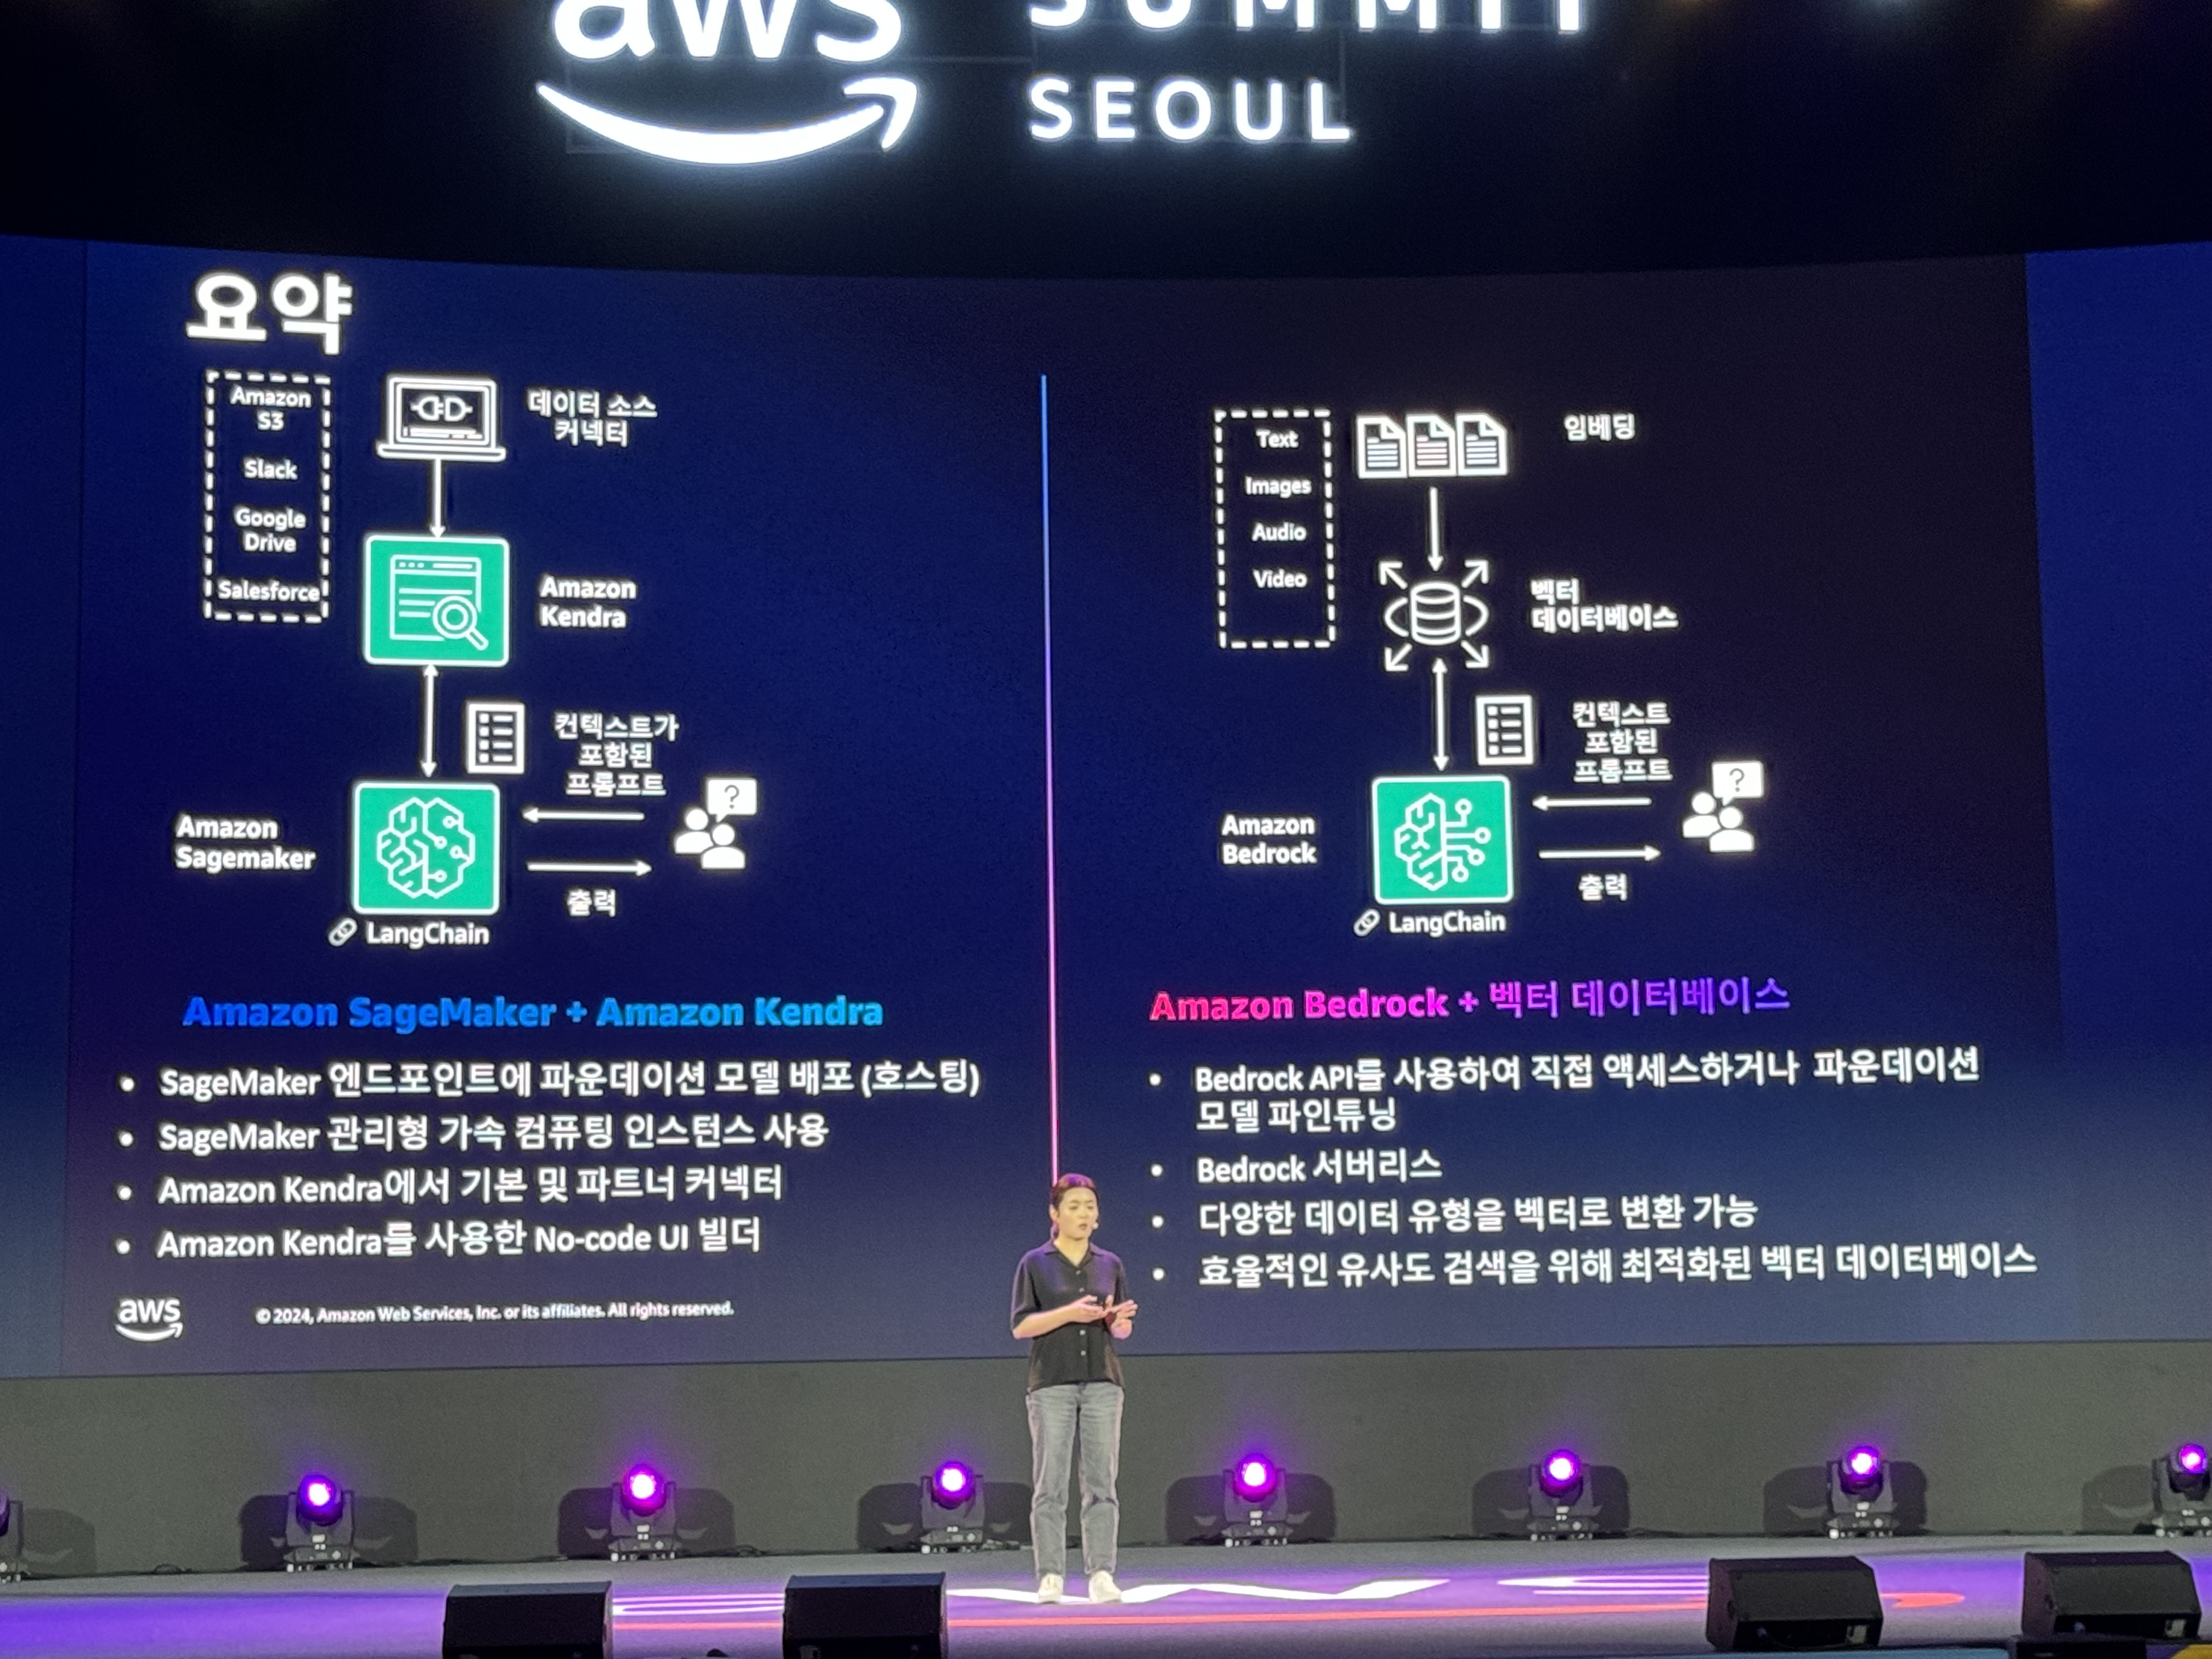 aws
SUMMIT
SEOUL
요약
Amazon
S3
Slack
Google
Drive
Salesforce
데이터 소스
커넥터
Amazon
Kendra
컨텍스트가
포함된
프롬프트
?
Amazon
Sagemaker
출력
LangChain
Amazon SageMaker + Amazon Kendra
• SageMaker 엔드포인트에 파운데이션 모델 배포 (호스팅)
• SageMaker 관리형 가속 컴퓨팅 인스턴스 사용
• Amazon Kendra에서 기본 및 파트너 커넥터
• Amazon Kendra를 사용한 No-code UI 빌더
Text
Images
Audio
Video
임베딩
벡터
데이터베이스
컨텍스트
포함된
프롬프트
?
Amazon
Bedrock
출력
LangChain
Amazon Bedrock + 벡터 데이터베이스
• Bedrock API를 사용하여 직접 액세스하거나 파운데이션
모델 파인튜닝
• Bedrock 서버리스
• 다양한 데이터 유형을 벡터로 변환 가능
• 효율적인 유사도 검색을 위해 최적화된 벡터 데이터베이스
aws
© 2024, Amazon Web Services, Inc. or its affiliates. All rights reserved.